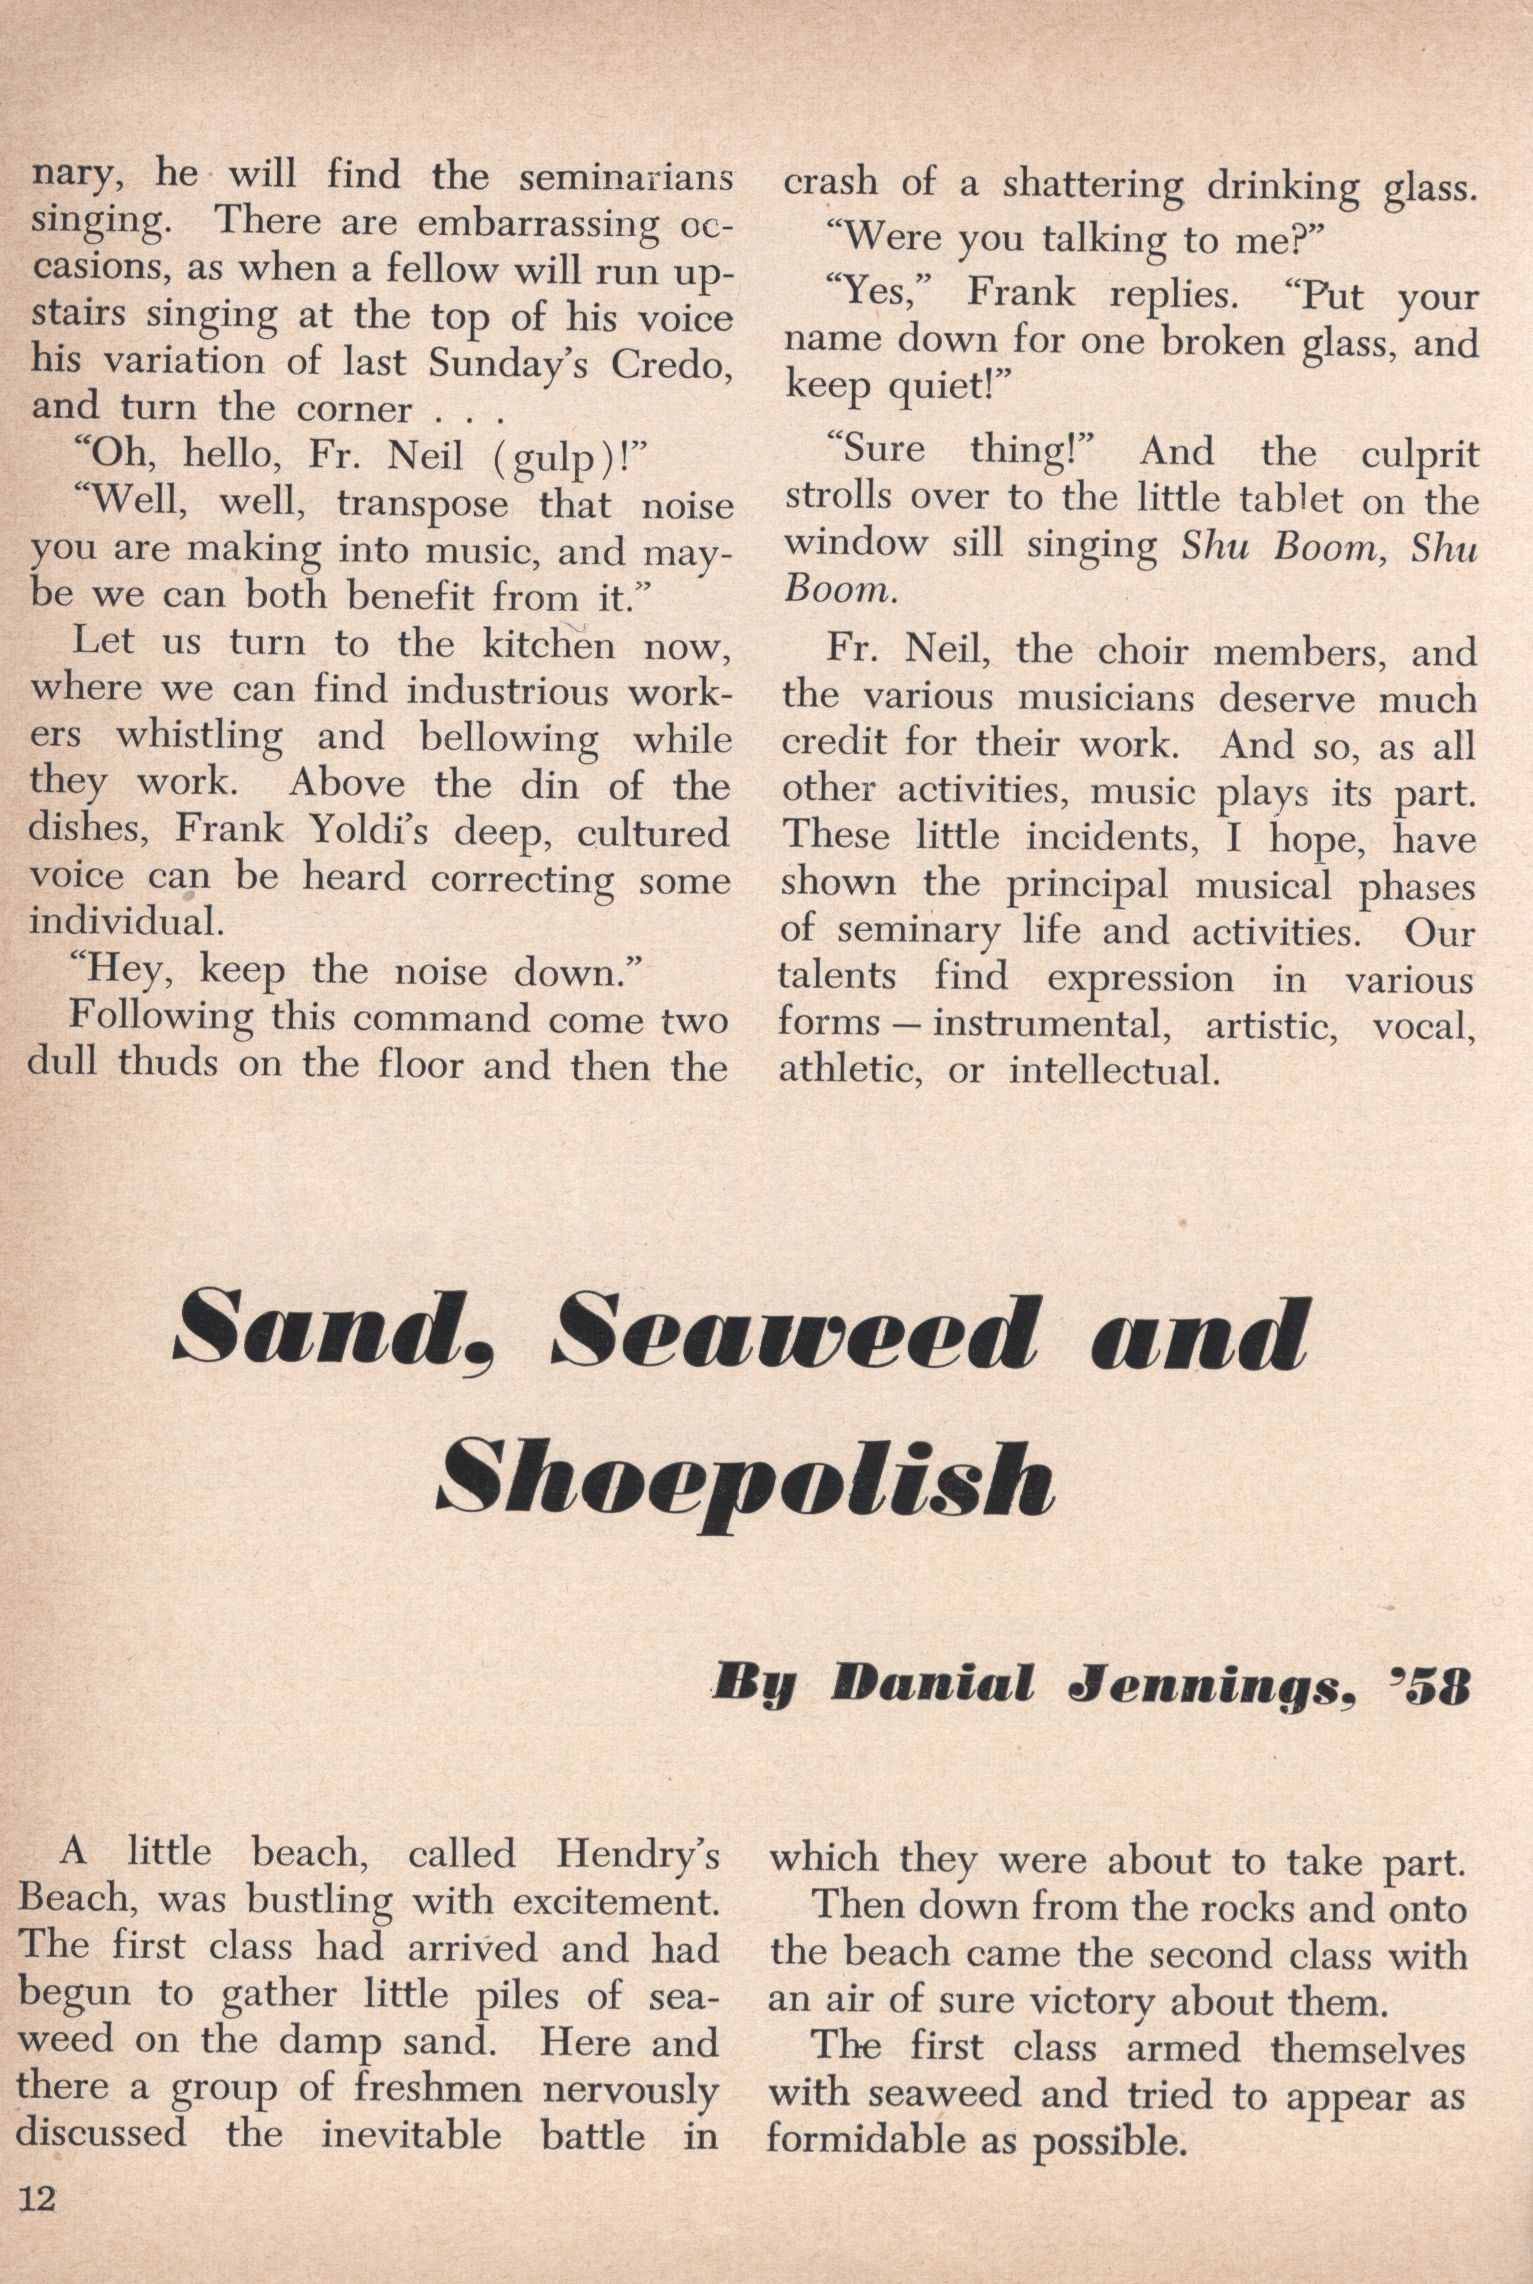 nary, he will find the seminarians
singing. There are embarrassing oc-
casions, as when a fellow will run up-
stairs singing at the top of his voice
his variation of last Sunday's Credo,
and turn the corner . . .
“Oh, hello, Fr. Neil (gulp)!”
“Well, well, transpose that noise
you are making into music, and may-
be we can both benefit from it.”
Let us turn to the kitchen now,
where we can find industrious work-
ers whistling and bellowing while
they work. Above the din of the
dishes, Frank Yoldi's deep, cultured
voice can be heard correcting some
individual.
“Hey, keep the noise down.”
Following this command come two
dull thuds on the floor and then the
crash of a shattering drinking glass.
“Were you talking to me?”
“Yes,” Frank replies. “Put your
name down for one broken glass, and
keep quiet!”
“Sure thing!” And the culprit
strolls over to the little tablet on the
window sill singing Shu Boom, Shu
Boom.
Fr. Neil, the choir members, and
the various musicians deserve much
credit for their work. And so, as all
other activities, music plays its part.
These little incidents, I hope, have
shown the principal musical phases
of seminary life and activities. Our
talents find expression in various
forms — instrumental, artistic, vocal,
athletic, or intellectual.
Sand, Seaweed and
Shoepolish
By Danial Jennings, ’58
A little beach, called Hendry's
Beach, was bustling with excitement.
The first class had arrived and had
begun to gather little piles of sea-
weed on the damp sand. Here and
there a group of freshmen nervously
discussed the inevitable battle in
which they were about to take part.
Then down from the rocks and onto
the beach came the second class with
an air of sure victory about them.
The first class armed themselves
with seaweed and tried to appear as
formidable as possible.
12